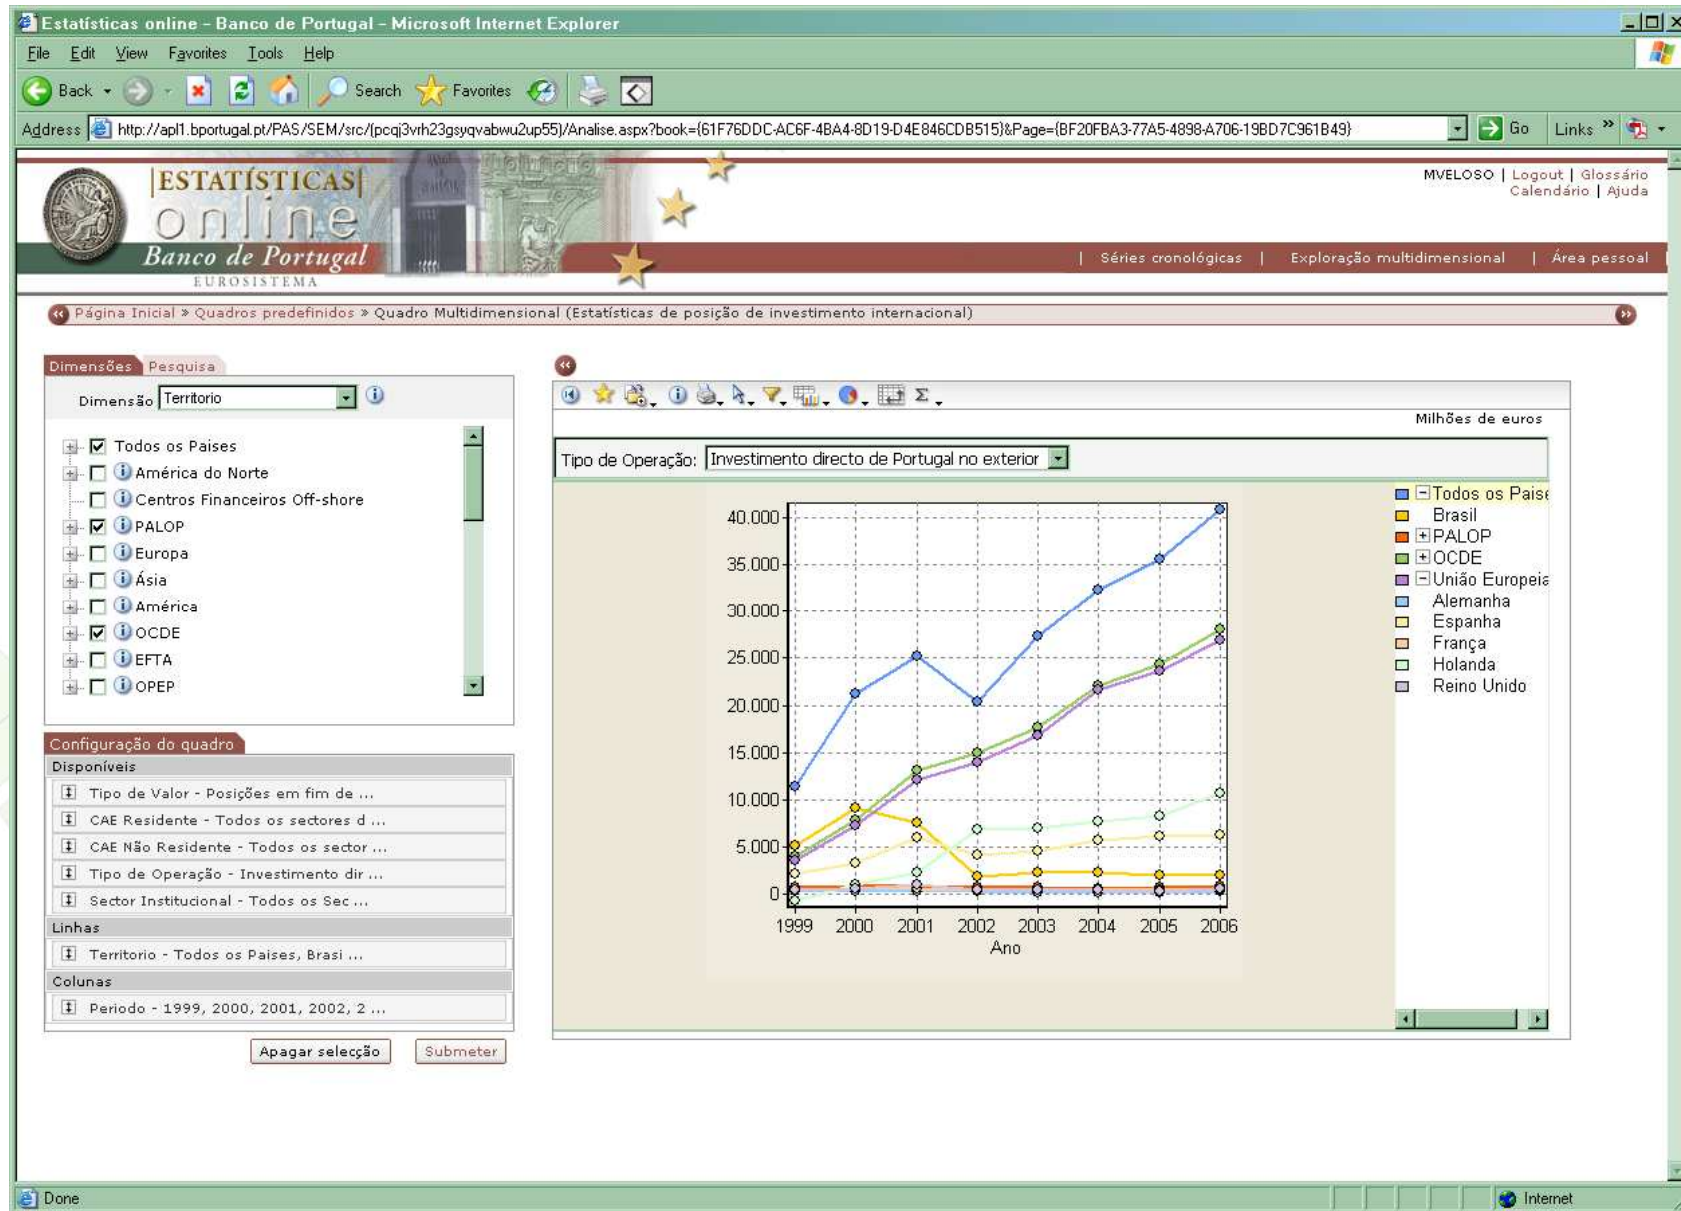 Estatísticas online - Banco de Portugal - Microsoft Internet Explorer
File Edit View Favorites Tools Help
Back Search Favorites
Address http://apl1.bportugal.pt/PAS/SEM/src/(pcqj3vrh23gsyqvabwu2up55)/Analise.aspx?book={61F76DDC-AC6F-4BA4-8D19-D4E846CDB515}&Page={BF20FBA3-77A5-4898-A706-19BD7C961B49} Go Links »
|ESTATÍSTICAS|
online
Banco de Portugal
EUROSISTEMA
MVELOSO | Logout | Glossário
Calendário | Ajuda
| Séries cronológicas | Exploração multidimensional | Área pessoal |
Página Inicial » Quadros predefinidos » Quadro Multidimensional (Estatísticas de posição de investimento internacional)
Dimensões Pesquisa
Dimensão Territorio
Todos os Paises
América do Norte
Centros Financeiros Off-shore
PALOP
Europa
Ásia
América
OCDE
EFTA
OPEP
Configuração do quadro
Disponíveis
Tipo de Valor - Posições em fim de ...
CAE Residente - Todos os sectores d ...
CAE Não Residente - Todos os sector ...
Tipo de Operação - Investimento dir ...
Sector Institucional - Todos os Sec ...
Linhas
Territorio - Todos os Paises, Brasi ...
Colunas
Periodo - 1999, 2000, 2001, 2002, 2 ...
Apagar selecção Submeter
Milhões de euros
Tipo de Operação: Investimento directo de Portugal no exterior
40.000
35.000
30.000
25.000
20.000
15.000
10.000
5.000
0
1999 2000 2001 2002 2003 2004 2005 2006
Ano
Todos os Paise
Brasil
PALOP
OCDE
União Europeia
Alemanha
Espanha
França
Holanda
Reino Unido
Done Internet